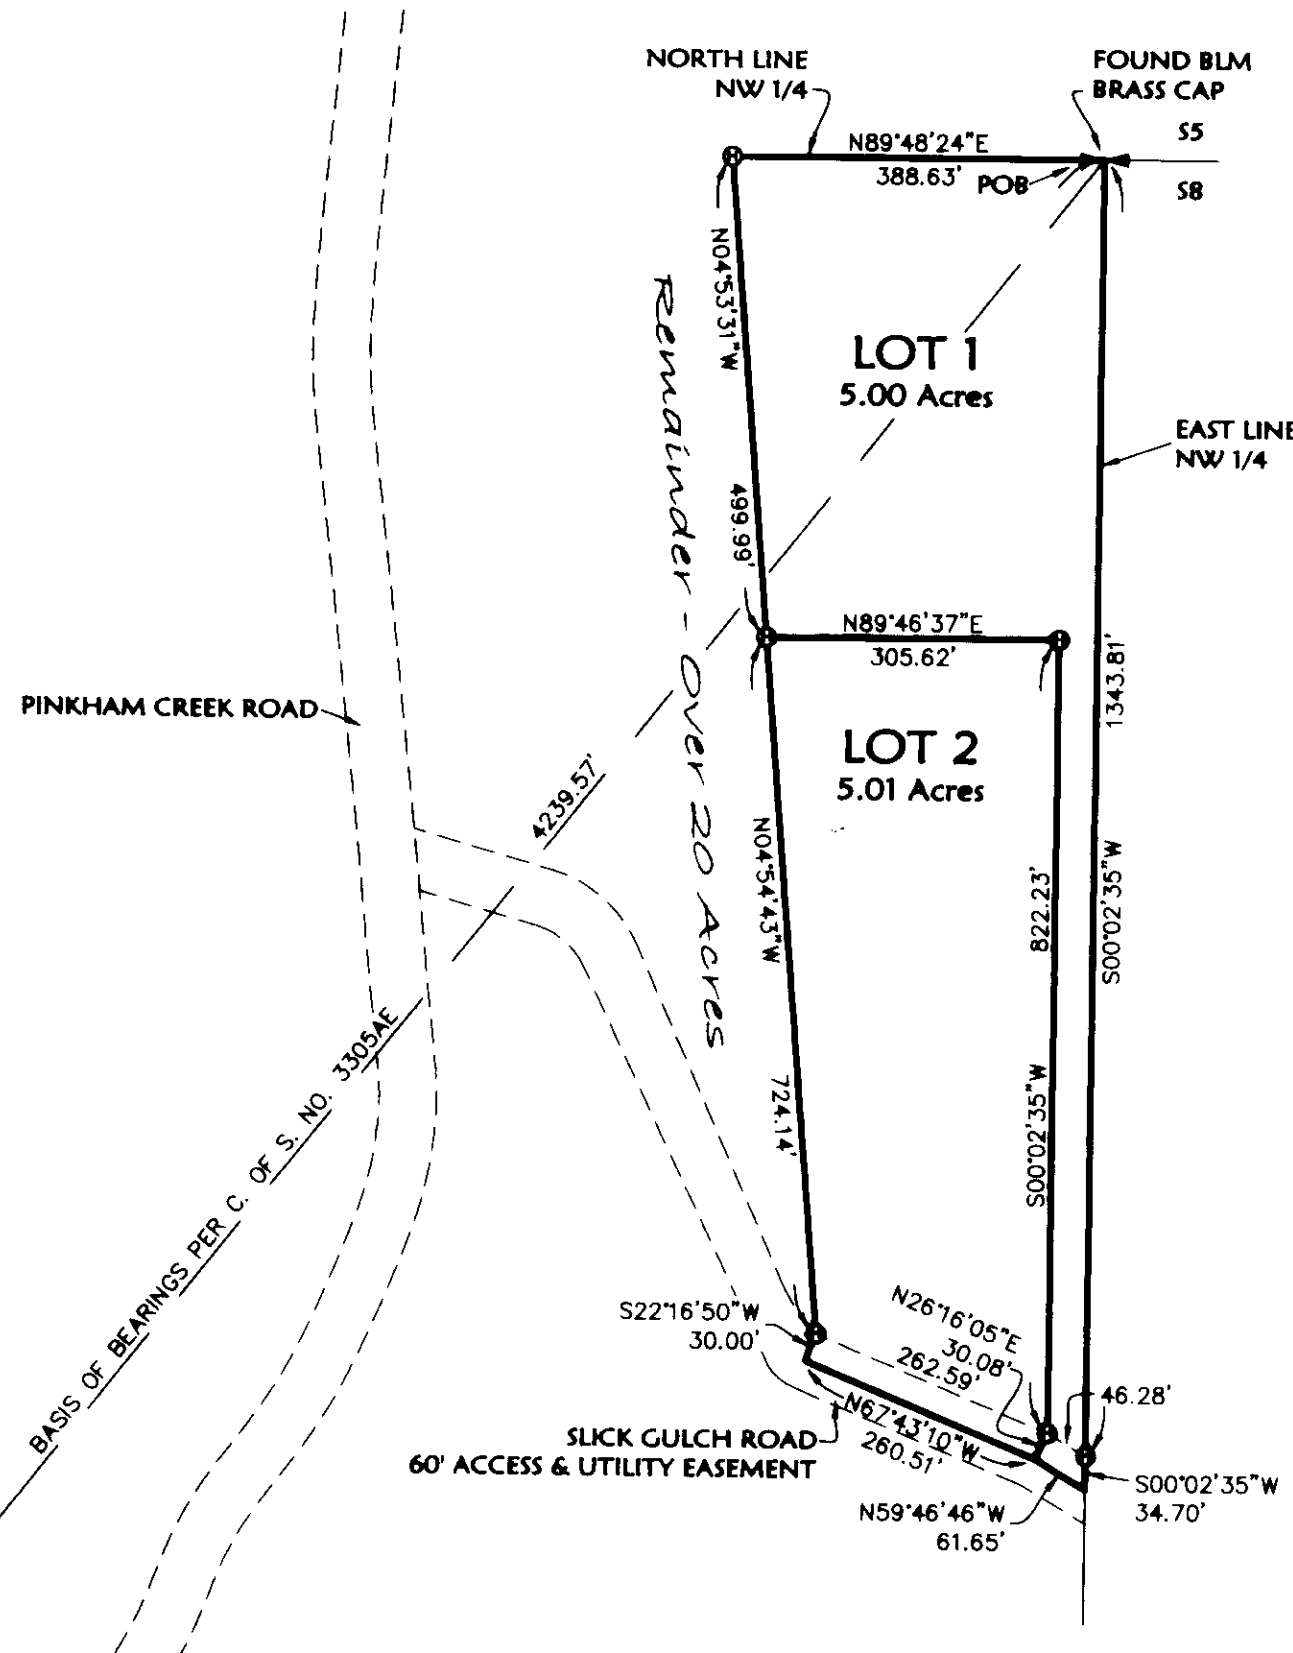 NORTH LINE
NW 1/4
FOUND BLM
BRASS CAP
S5
N89°48'24"E
388.63'
POB
S8
N04°53'31"W
499.99'
LOT 1
5.00 Acres
EAST LINE
NW 1/4
Remainder - Over 20 Acres
N89°46'37"E
305.62'
1343.81'
S00°02'35"W
PINKHAM CREEK ROAD
LOT 2
5.01 Acres
4239.57'
N04°54'43"W
724.14'
822.23'
S00°02'35"W
BASIS OF BEARINGS PER C. OF S. NO. 3305AE
S22°16'50"W
30.00'
N26°16'05"E
30.08'
262.59'
46.28'
N67°43'10"W
260.51'
SLICK GULCH ROAD
60' ACCESS & UTILITY EASEMENT
S00°02'35"W
34.70'
N59°46'46"W
61.65'